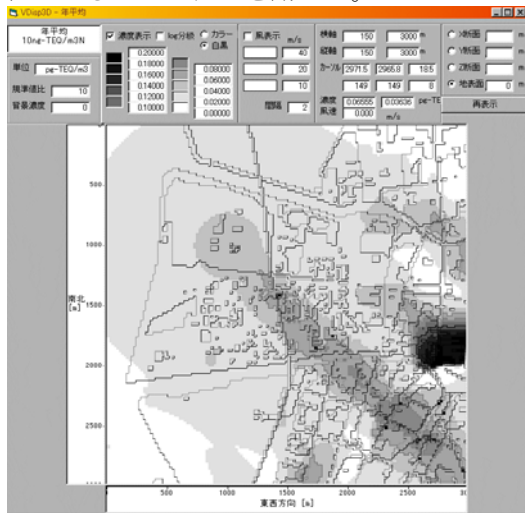 VDisp3D - 年平均
年平均
10ng-TEQ/m3N
単位 pg-TEQ/m3
規準値比 10
背景濃度 0
濃度表示 log分級 カラー 白黒
0.20000
0.18000
0.16000
0.14000
0.12000
0.10000
0.08000
0.06000
0.04000
0.02000
0.00000
風表示 m/s
40
20
10
間隔 2
横軸 150 3000 m
縦軸 150 3000 m
カーソル 2971.5 2965.8 18.5
149 149 8
濃度 0.06555 0.03636 pg-TE
風速 0.000 m/s
X断面 m
Y断面 m
Z断面 m
地表面 0 m
再表示
500
1000
南北
[m]
1500
2000
2500
500 1000 1500 2000 2500
東西方向 [m]